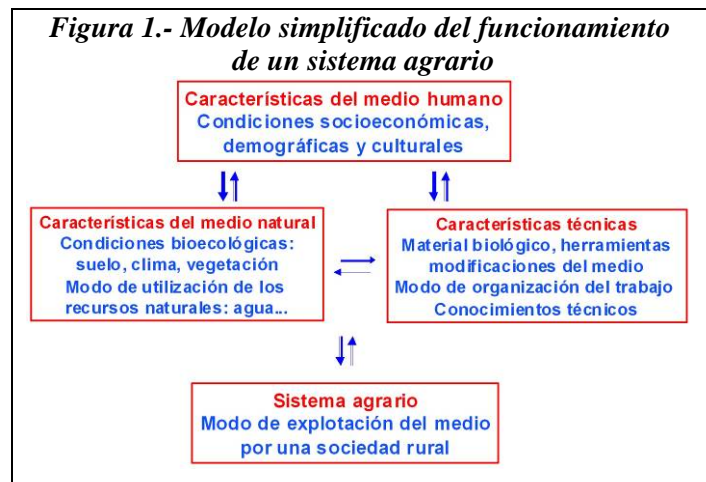 Figura 1.- Modelo simplificado del funcionamiento
de un sistema agrario
Características del medio humano
Condiciones socioeconómicas,
demográficas y culturales
Características del medio natural
Condiciones bioecológicas:
suelo, clima, vegetación
Modo de utilización de los
recursos naturales: agua...
Características técnicas
Material biológico, herramientas
modificaciones del medio
Modo de organización del trabajo
Conocimientos técnicos
Sistema agrario
Modo de explotación del medio
por una sociedad rural